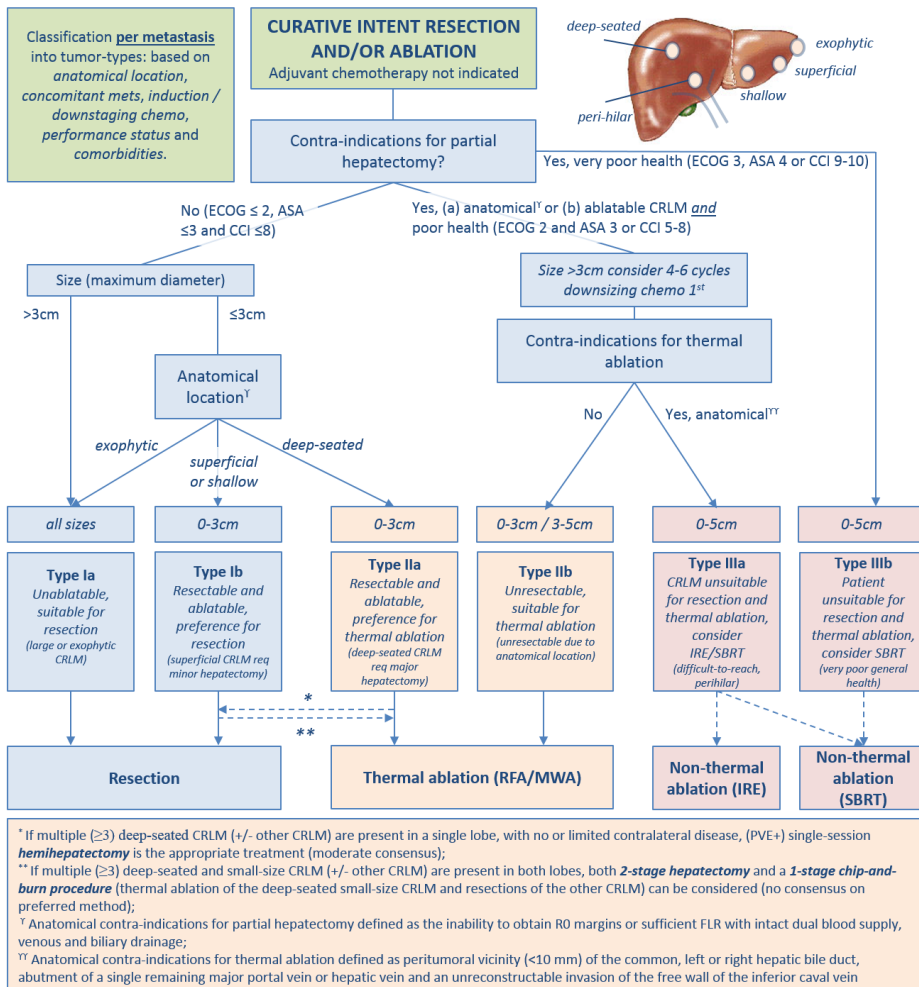 Classification per metastasis
into tumor-types: based on
anatomical location,
concomitant mets, induction /
downstaging chemo,
performance status and
comorbidities.
CURATIVE INTENT RESECTION
AND/OR ABLATION
Adjuvant chemotherapy not indicated
deep-seated
exophytic
superficial
shallow
peri-hilar
Contra-indications for partial
hepatectomy?
Yes, very poor health (ECOG 3, ASA 4 or CCI 9-10)
No (ECOG ≤ 2, ASA
≤3 and CCI ≤8)
Yes, (a) anatomicalϒ or (b) ablatable CRLM and
poor health (ECOG 2 and ASA 3 or CCI 5-8)
Size (maximum diameter)
Size >3cm consider 4-6 cycles
downsizing chemo 1st
>3cm
≤3cm
Contra-indications for thermal
ablation
Anatomical
locationϒ
No
Yes, anatomicalϒϒ
exophytic
superficial
or shallow
deep-seated
all sizes
0-3cm
0-3cm
0-3cm / 3-5cm
0-5cm
0-5cm
Type Ia
Unablatable,
suitable for
resection
(large or exophytic
CRLM)
Type Ib
Resectable and
ablatable,
preference for
resection
(superficial CRLM req
minor hepatectomy)
Type IIa
Resectable and
ablatable,
preference for
thermal ablation
(deep-seated CRLM
req major
hepatectomy)
Type IIb
Unresectable,
suitable for
thermal ablation
(unresectable due to
anatomical location)
Type IIIa
CRLM unsuitable
for resection and
thermal ablation,
consider
IRE/SBRT
(difficult-to-reach,
perihilar)
Type IIIb
Patient
unsuitable for
resection and
thermal ablation,
consider SBRT
(very poor general
health)
*
**
Resection
Thermal ablation (RFA/MWA)
Non-thermal
ablation (IRE)
Non-thermal
ablation
(SBRT)
* If multiple (≥3) deep-seated CRLM (+/- other CRLM) are present in a single lobe, with no or limited contralateral disease, (PVE+) single-session
hemihepatectomy is the appropriate treatment (moderate consensus);
** If multiple (≥3) deep-seated and small-size CRLM (+/- other CRLM) are present in both lobes, both 2-stage hepatectomy and a 1-stage chip-and-
burn procedure (thermal ablation of the deep-seated small-size CRLM and resections of the other CRLM) can be considered (no consensus on
preferred method);
ϒ Anatomical contra-indications for partial hepatectomy defined as the inability to obtain R0 margins or sufficient FLR with intact dual blood supply,
venous and biliary drainage;
ϒϒ Anatomical contra-indications for thermal ablation defined as peritumoral vicinity (<10 mm) of the common, left or right hepatic bile duct,
abutment of a single remaining major portal vein or hepatic vein and an unreconstructable invasion of the free wall of the inferior caval vein